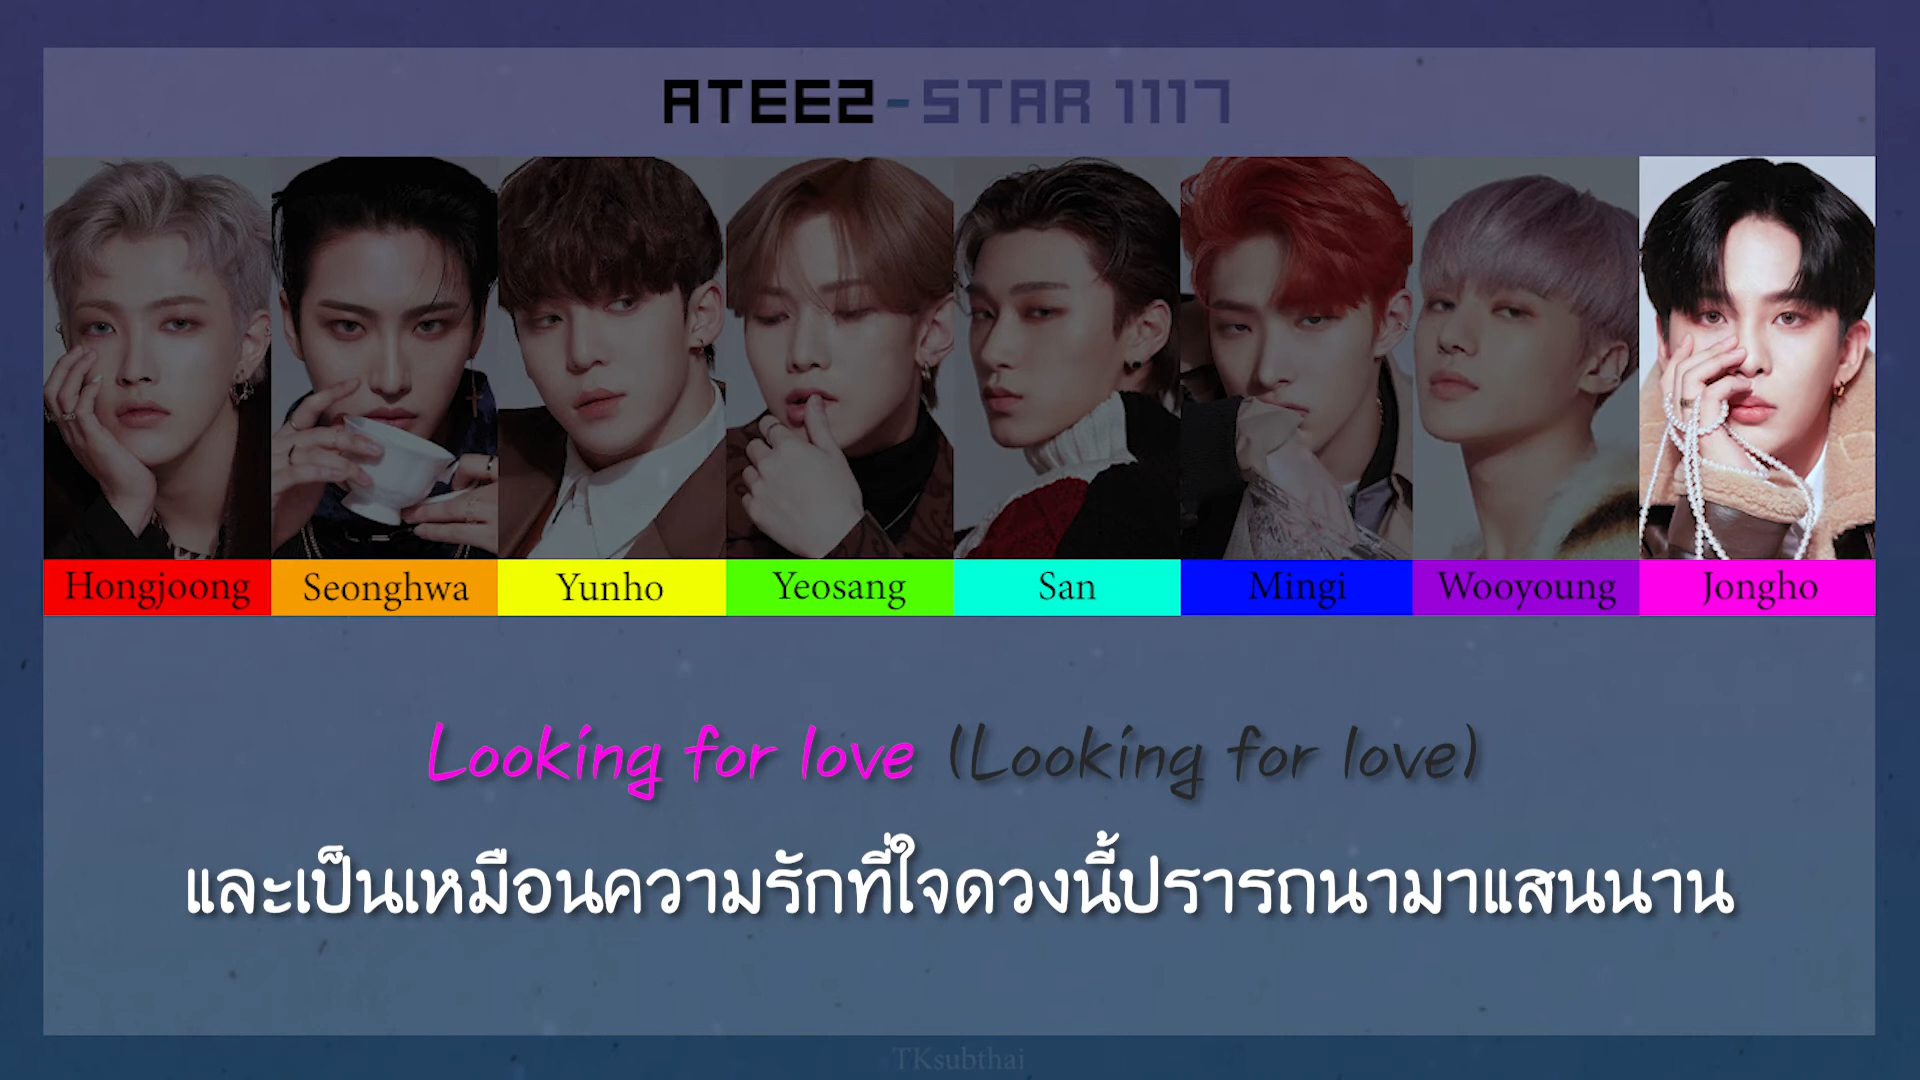 ATEEZ - STAR 1117
Hongjoong Seonghwa Yunho Yeosang San Mingi Wooyoung Jongho
Looking for love (Looking for love)
และเป็นเหมือนความรักที่ใจดวงนี้ปรารถนามาแสนนาน
TKsubthai